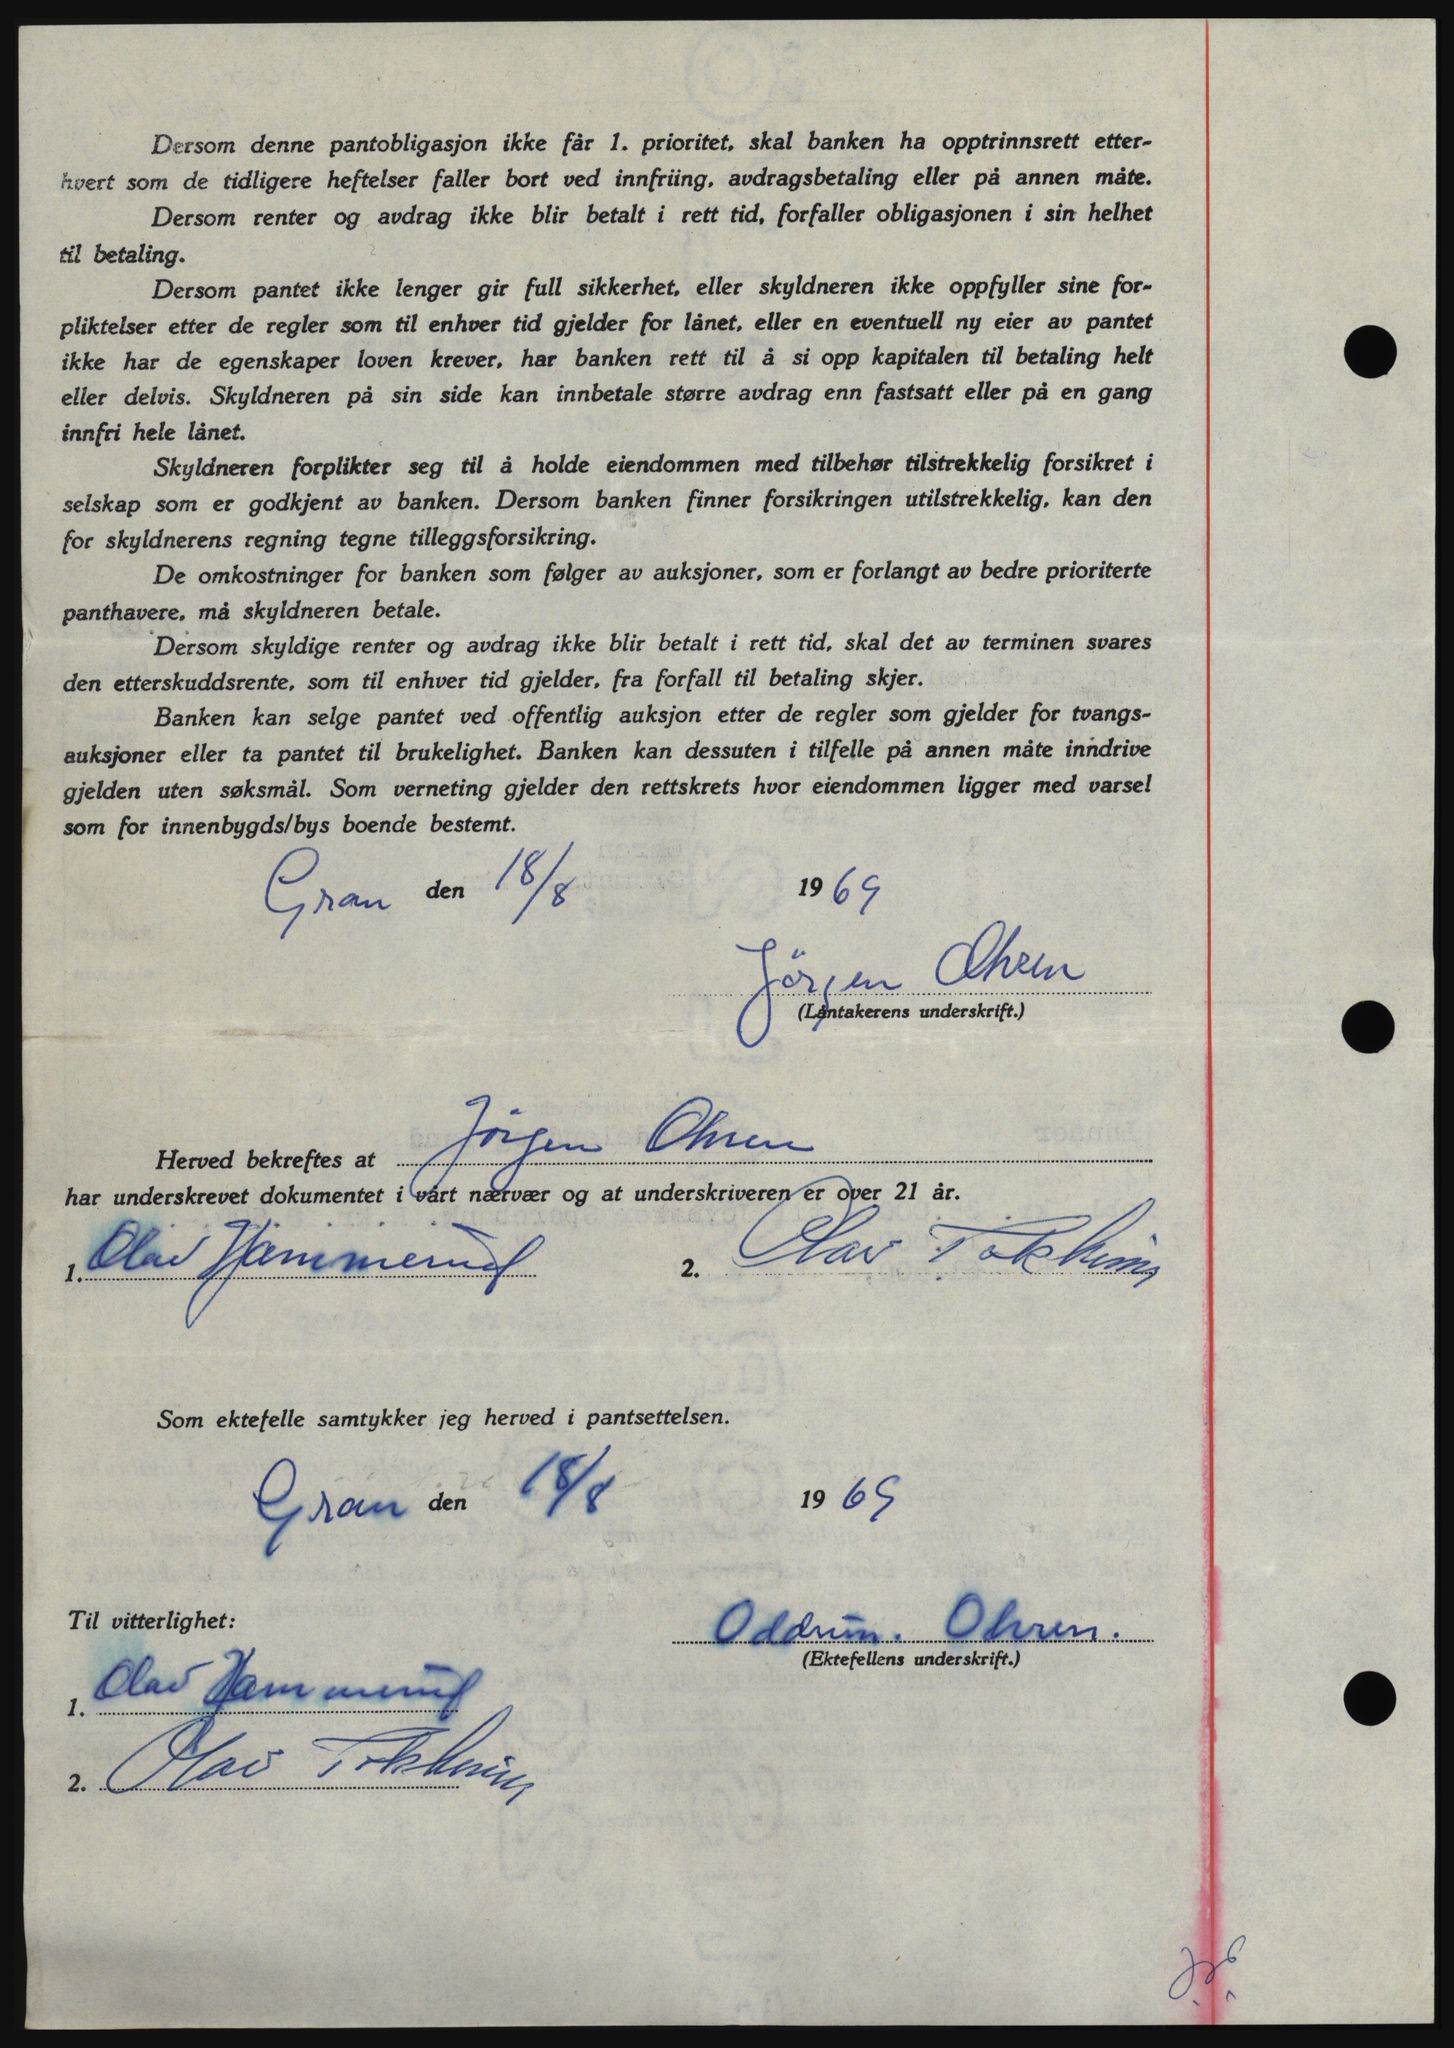 Dersom denne pantobligasjon ikke får 1. prioritet, skal banken ha opptrinnsrett etter-
hvert som de tidligere heftelser faller bort ved innfriing, avdragsbetaling eller på annen måte.
Dersom renter og avdrag ikke blir betalt i rett tid, forfaller obligasjonen i sin helhet
til betaling.
Dersom pantet ikke lenger gir full sikkerhet, eller skyldneren ikke oppfyller sine for-
pliktelser etter de regler som til enhver tid gjelder for lånet, eller en eventuell ny eier av pantet
ikke har de egenskaper loven krever, har banken rett til å si opp kapitalen til betaling helt
eller delvis. Skyldneren på sin side kan innbetale større avdrag enn fastsatt eller på en gang
innfri hele lånet.
Skyldneren forplikter seg til å holde eiendommen med tilbehør tilstrekkelig forsikret i
selskap som er godkjent av banken. Dersom banken finner forsikringen utilstrekkelig, kan den
for skyldnerens regning tegne tilleggsforsikring.
De omkostninger for banken som følger av auksjoner, som er forlangt av bedre prioriterte
panthavere, må skyldneren betale.
Dersom skyldige renter og avdrag ikke blir betalt i rett tid, skal det av terminen svares
den etterskuddsrente, som til enhver tid gjelder, fra forfall til betaling skjer.
Banken kan selge pantet ved offentlig auksjon etter de regler som gjelder for tvangs-
auksjoner eller ta pantet til brukelighet. Banken kan dessuten i tilfelle på annen måte inndrive
gjelden uten søksmål. Som verneting gjelder den rettskrets hvor eiendommen ligger med varsel
som for innenbygds/bys boende bestemt.
Gran den 18/8 1969
Jörgen Ohren
(Låntakerens underskrift.)
Herved bekreftes at Jörgen Ohren
har underskrevet dokumentet i vårt nærvær og at underskriveren er over 21 år.
1. Olav Hammerud 2. Olav
Som ektefelle samtykker jeg herved i pantsettelsen.
Gran den 18/8 1969
Til vitterlighet:
Oddrun. Ohren.
(Ektefellens underskrift.)
1. Olav Hammerud
2. Olav